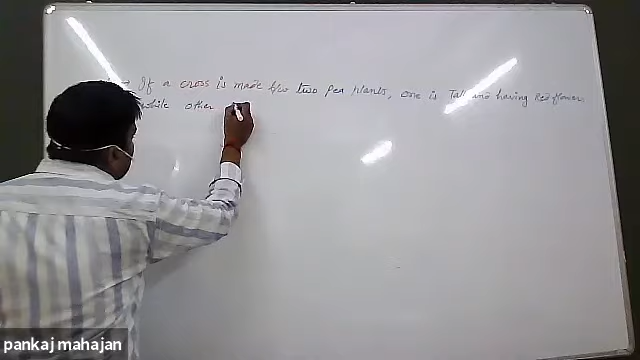 → If a cross is made b/w two pea plants, one is Tall and having Red flower
while other
pankaj mahajan